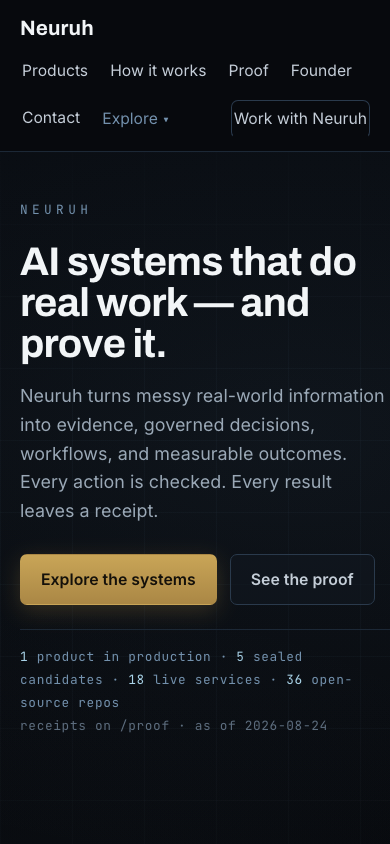 Neuruh
Products How it works Proof Founder
Contact Explore ▾ Work with Neuruh
NEURUH
AI systems that do
real work — and
prove it.
Neuruh turns messy real-world information
into evidence, governed decisions,
workflows, and measurable outcomes.
Every action is checked. Every result
leaves a receipt.
Explore the systems See the proof
1 product in production · 5 sealed
candidates · 18 live services · 36 open-
source repos
receipts on /proof · as of 2026-08-24